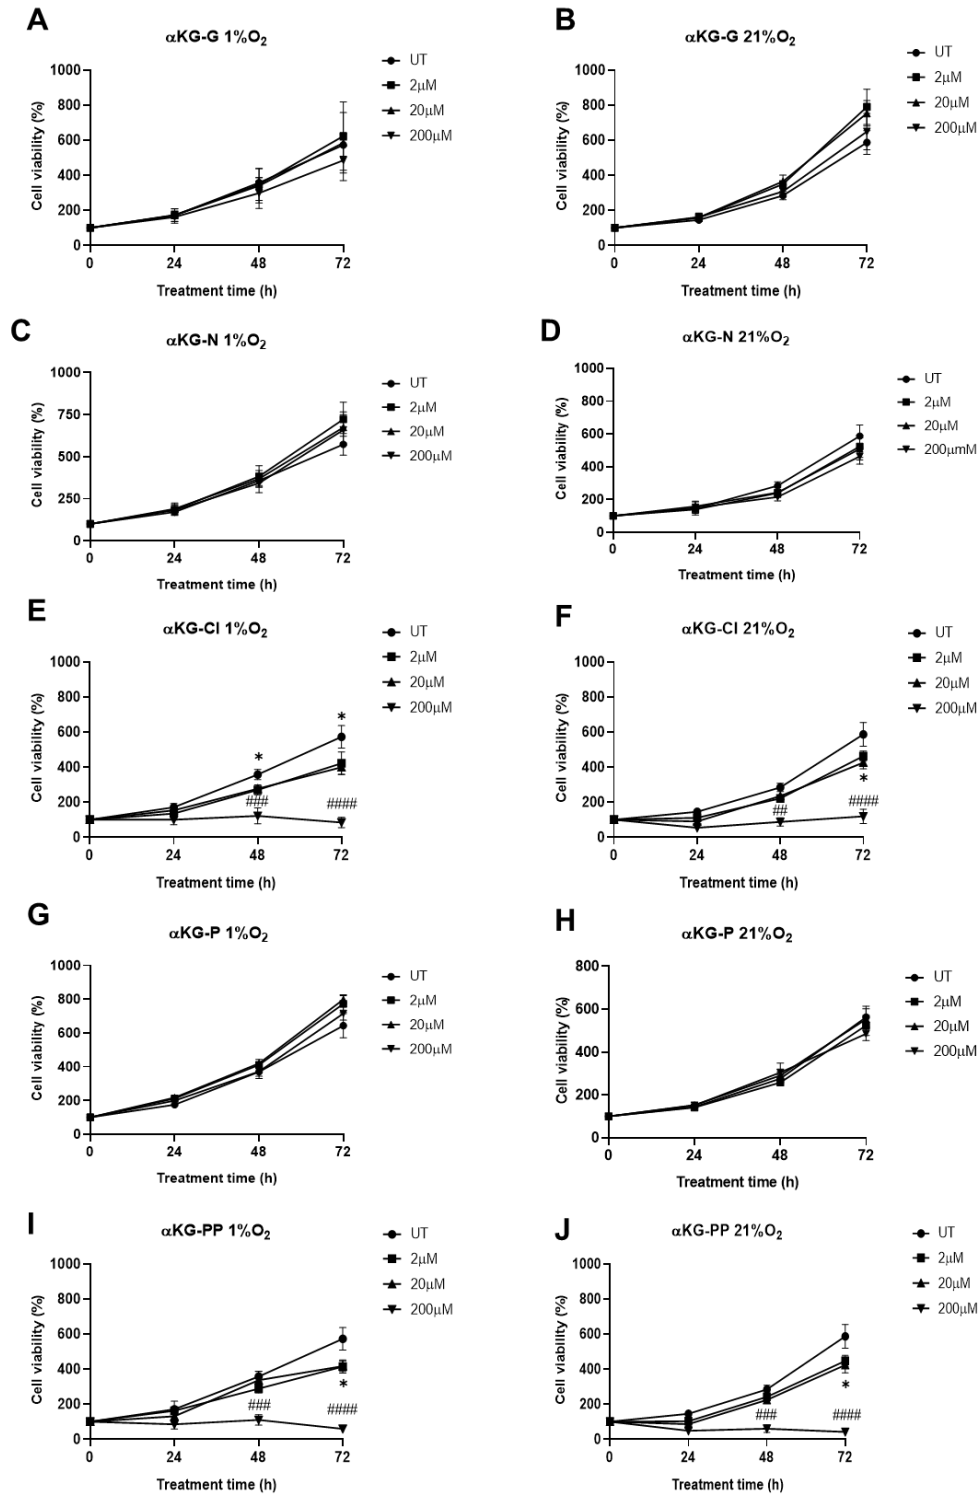 A
αKG-G 1%O₂
Cell viability (%)
1000
800
600
400
200
0
0 24 48 72
Treatment time (h)
UT
2μM
20μM
200μM
B
αKG-G 21%O₂
Cell viability (%)
1000
800
600
400
200
0
0 24 48 72
Treatment time (h)
UT
2μM
20μM
200μM
C
αKG-N 1%O₂
Cell viability (%)
1000
750
500
250
0
0 24 48 72
Treatment time (h)
UT
2μM
20μM
200μM
D
αKG-N 21%O₂
Cell viability (%)
1000
800
600
400
200
0
0 24 48 72
Treatment time (h)
UT
2μM
20μM
200μmM
E
αKG-Cl 1%O₂
Cell viability (%)
1000
800
600
400
200
0
* *
### ####
0 24 48 72
Treatment time (h)
UT
2μM
20μM
200μM
F
αKG-Cl 21%O₂
Cell viability (%)
1000
800
600
400
200
0
*
## ####
0 24 48 72
Treatment time (h)
UT
2μM
20μM
200μM
G
αKG-P 1%O₂
Cell viability (%)
1000
800
600
400
200
0
0 24 48 72
Treatment time (h)
UT
2μM
20μM
200μM
H
αKG-P 21%O₂
Cell viability (%)
800
600
400
200
0
0 24 48 72
Treatment time (h)
UT
2μM
20μM
200μM
I
αKG-PP 1%O₂
Cell viability (%)
1000
800
600
400
200
0
*
### ####
0 24 48 72
Treatment time (h)
UT
2μM
20μM
200μM
J
αKG-PP 21%O₂
Cell viability (%)
1000
800
600
400
200
0
*
### ####
0 24 48 72
Treatment time (h)
UT
2μM
20μM
200μM